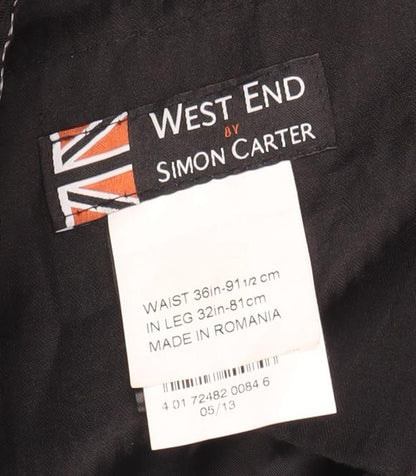 WEST END
BY
SIMON CARTER
WAIST 36in-91 1/2 cm
IN LEG 32in-81cm
MADE IN ROMANIA
4 01 72482 0084 6
05/13